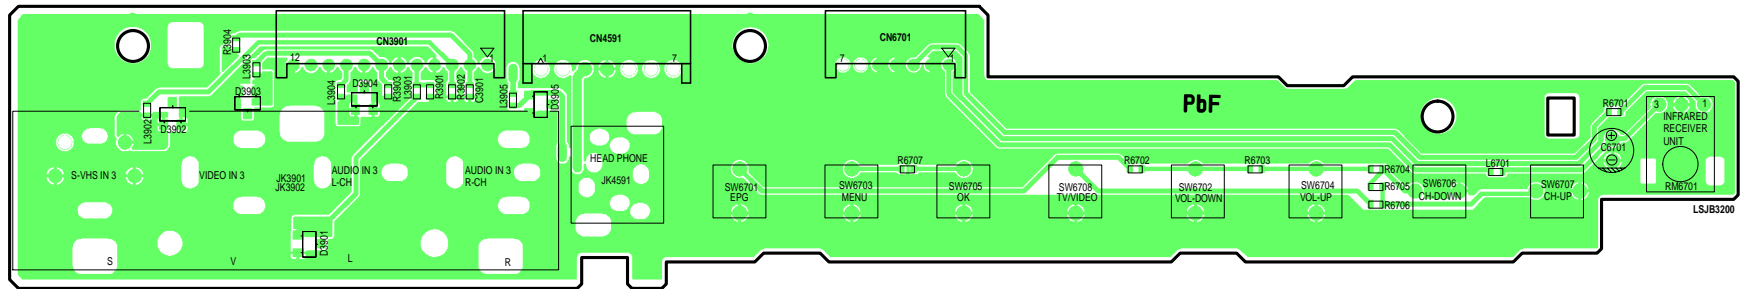 R3904
L3903
CN3901
12
1
CN4591
1
7
CN6701
7
1
L3902
D3902
D3903
L3904
D3904
R3903
L3901
R3901
R3902
C3901
L3905
D3905
PbF
R6701
3
1
INFRARED
RECEIVER
UNIT
C6701
RM6701
LSJB3200
S-VHS IN 3
VIDEO IN 3
JK3901
JK3902
AUDIO IN 3
L-CH
AUDIO IN 3
R-CH
HEAD PHONE
JK4591
SW6701
EPG
SW6703
MENU
R6707
SW6705
OK
SW6708
TV/VIDEO
R6702
SW6702
VOL-DOWN
R6703
SW6704
VOL-UP
R6704
R6705
R6706
SW6706
CH-DOWN
L6701
SW6707
CH-UP
D3901
S
V
L
R